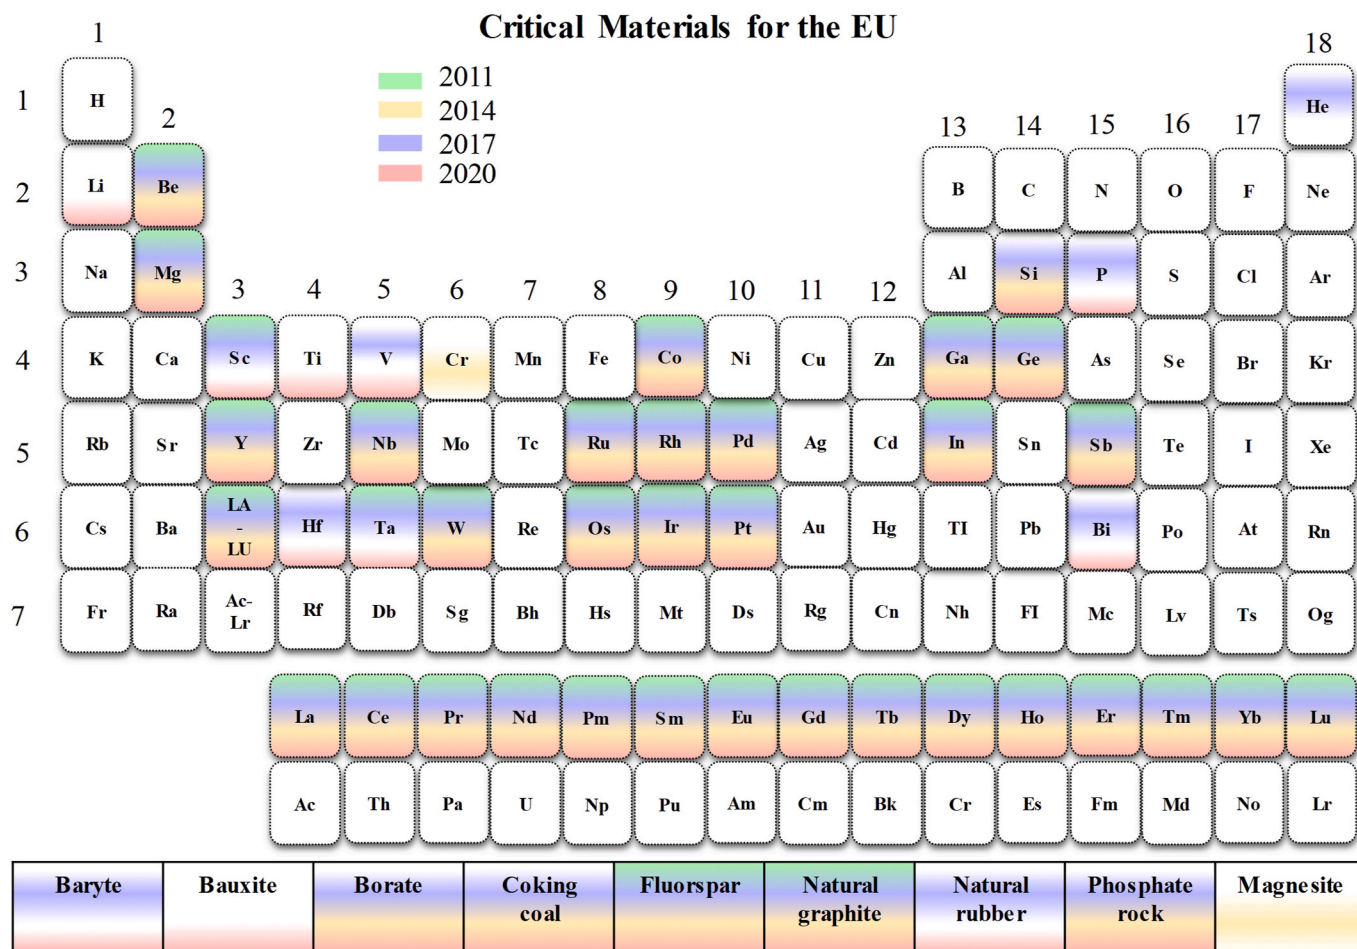 Critical Materials for the EU
1
18
2011
2014
2017
2020
1
H
2
13
14
15
16
17
He
2
Li
Be
B
C
N
O
F
Ne
3
Na
Mg
3
4
5
6
7
8
9
10
11
12
Al
Si
P
S
Cl
Ar
4
K
Ca
Sc
Ti
V
Cr
Mn
Fe
Co
Ni
Cu
Zn
Ga
Ge
As
Se
Br
Kr
5
Rb
Sr
Y
Zr
Nb
Mo
Tc
Ru
Rh
Pd
Ag
Cd
In
Sn
Sb
Te
I
Xe
6
Cs
Ba
LA
-
LU
Hf
Ta
W
Re
Os
Ir
Pt
Au
Hg
TI
Pb
Bi
Po
At
Rn
7
Fr
Ra
Ac-
Lr
Rf
Db
Sg
Bh
Hs
Mt
Ds
Rg
Cn
Nh
FI
Mc
Lv
Ts
Og
La
Ce
Pr
Nd
Pm
Sm
Eu
Gd
Tb
Dy
Ho
Er
Tm
Yb
Lu
Ac
Th
Pa
U
Np
Pu
Am
Cm
Bk
Cr
Es
Fm
Md
No
Lr
Baryte
Bauxite
Borate
Coking
coal
Fluorspar
Natural
graphite
Natural
rubber
Phosphate
rock
Magnesite